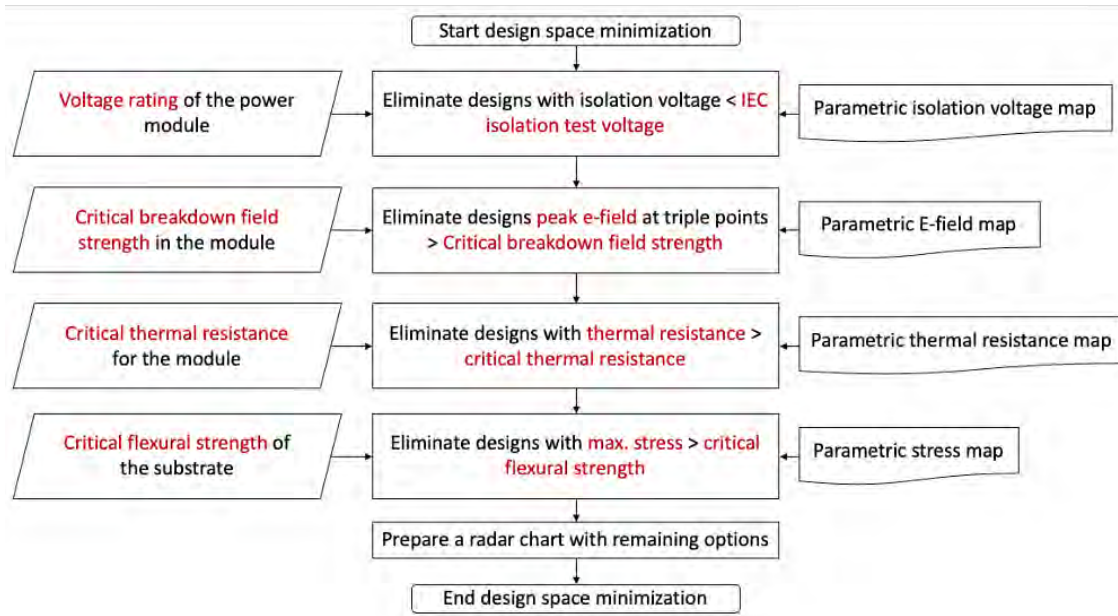 Start design space minimization
Voltage rating of the power
module
Eliminate designs with isolation voltage < IEC
isolation test voltage
Parametric isolation voltage map
Critical breakdown field
strength in the module
Eliminate designs peak e-field at triple points
> Critical breakdown field strength
Parametric E-field map
Critical thermal resistance
for the module
Eliminate designs with thermal resistance >
critical thermal resistance
Parametric thermal resistance map
Critical flexural strength of
the substrate
Eliminate designs with max. stress > critical
flexural strength
Parametric stress map
Prepare a radar chart with remaining options
End design space minimization